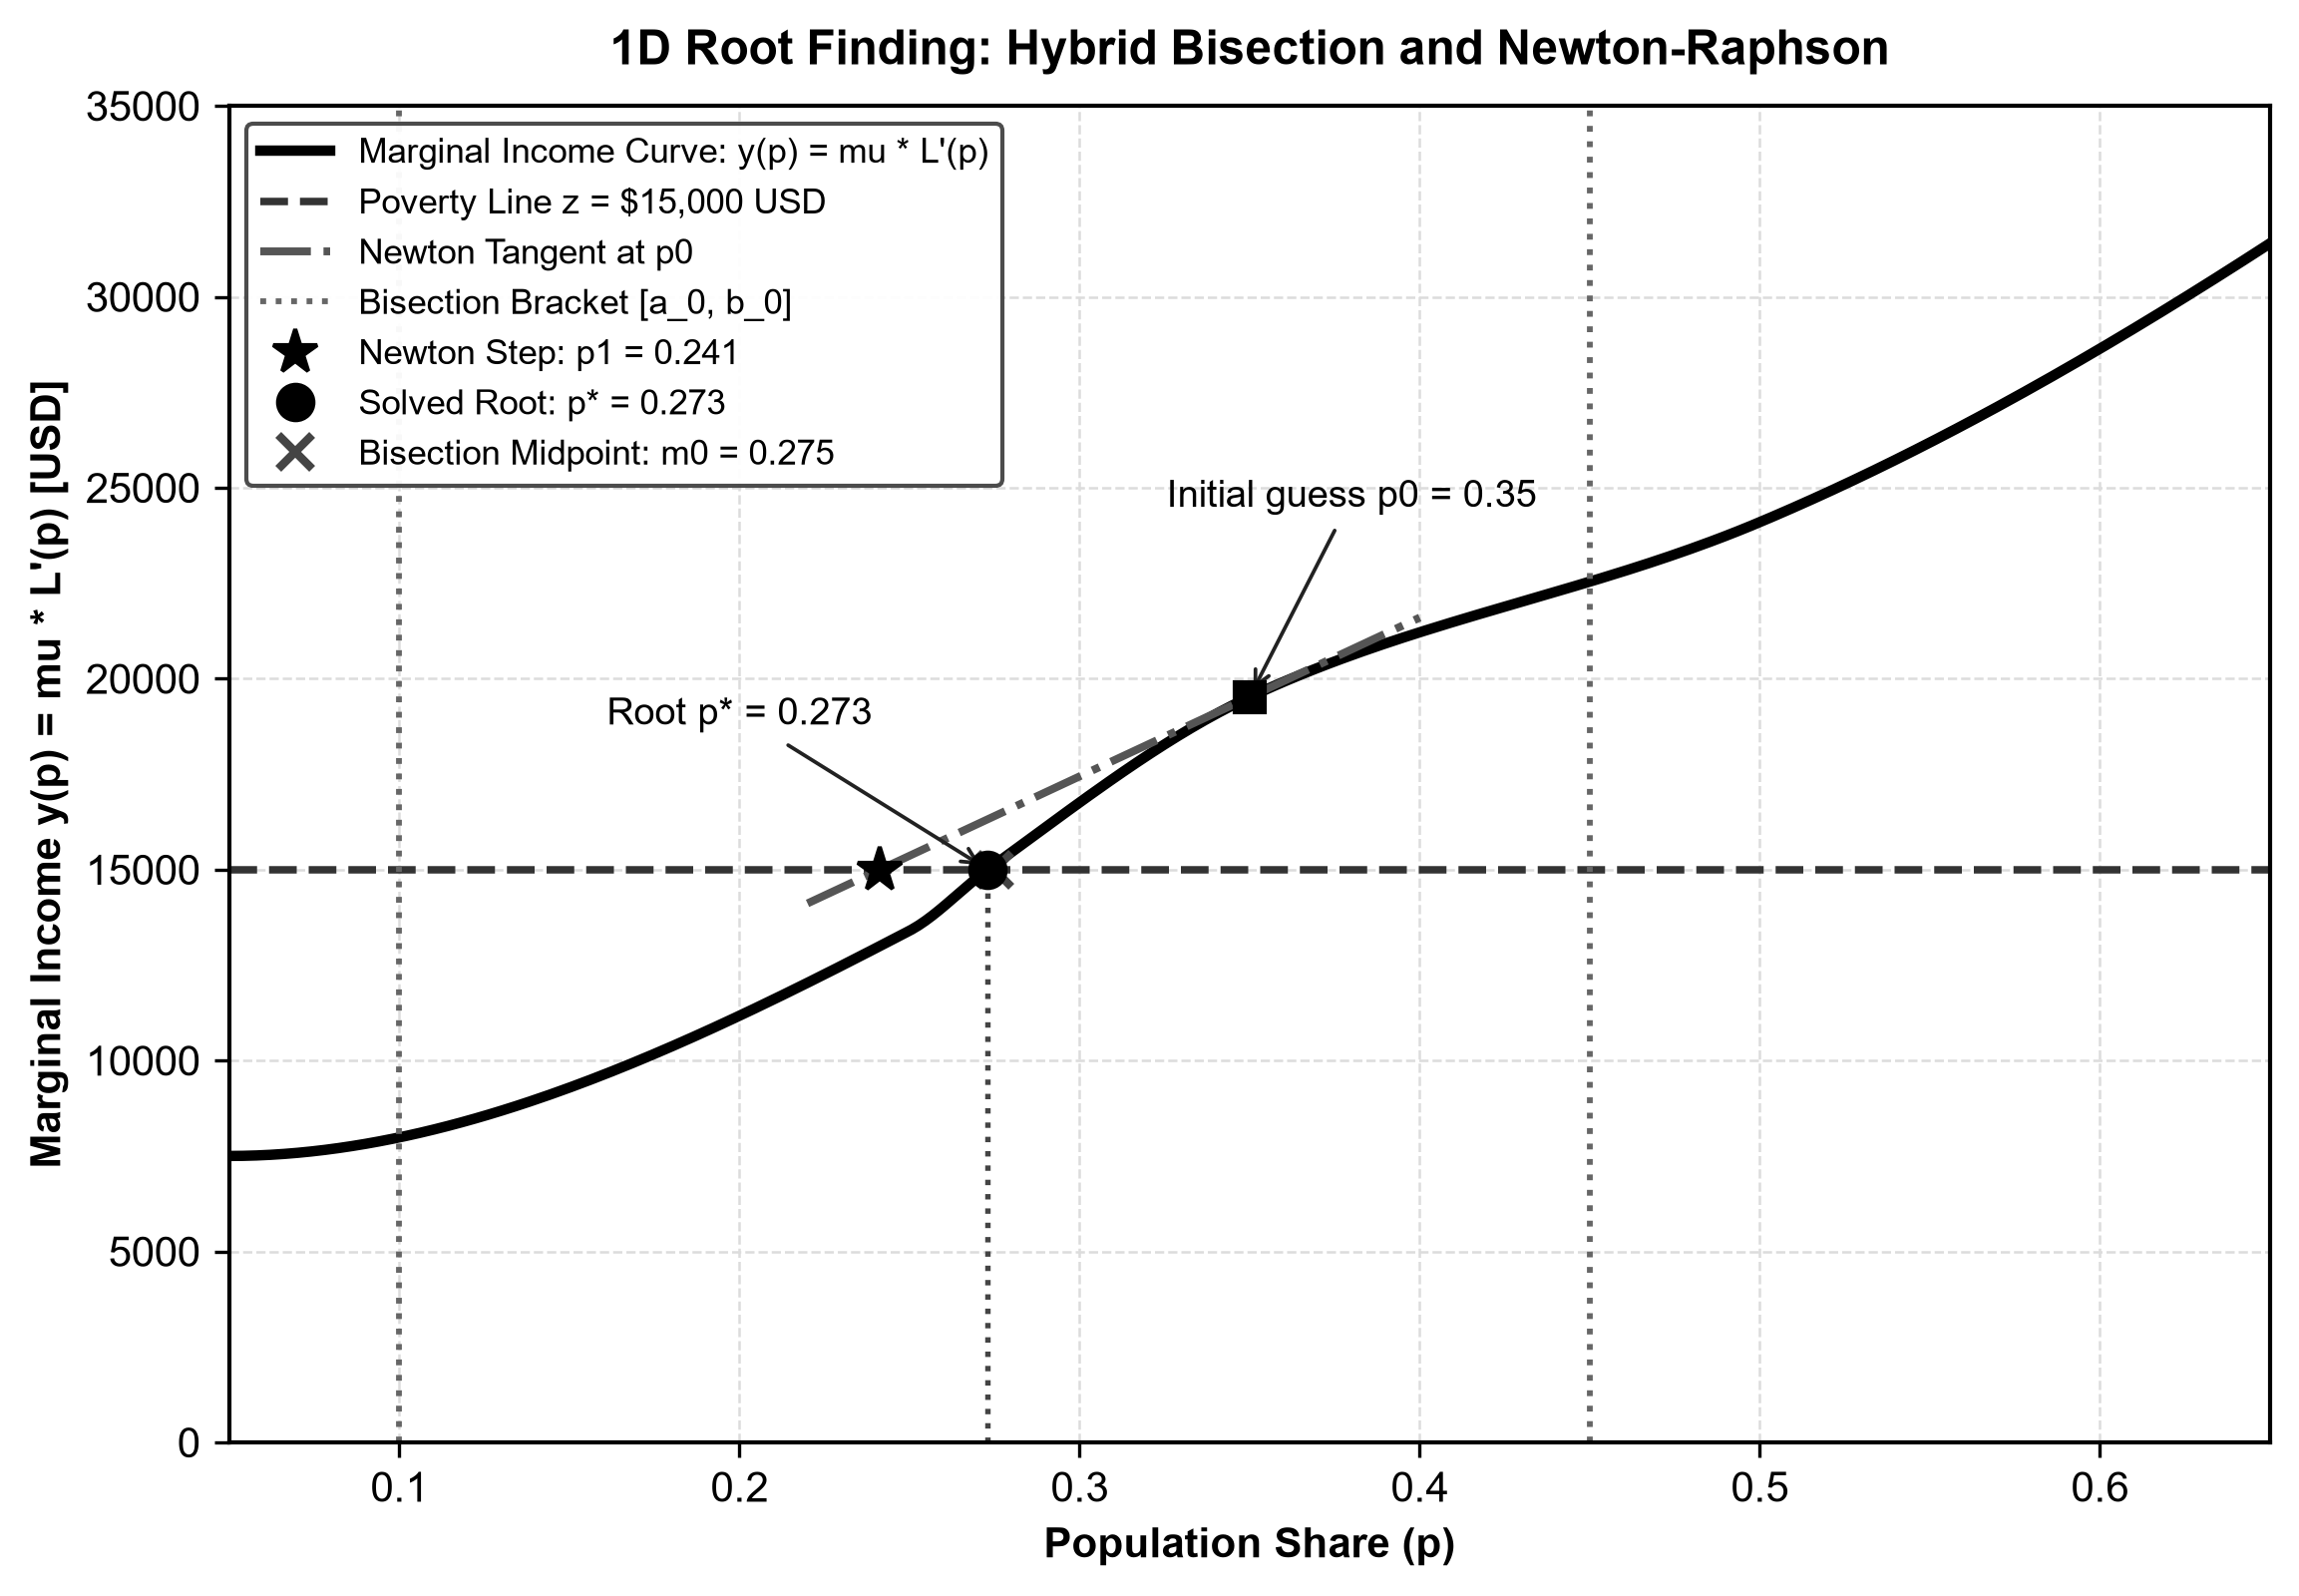 1D Root Finding: Hybrid Bisection and Newton-Raphson
Marginal Income y(p) = mu * L'(p) [USD]
35000
30000
25000
20000
15000
10000
5000
0
Marginal Income Curve: y(p) = mu * L'(p)
Poverty Line z = $15,000 USD
Newton Tangent at p0
Bisection Bracket [a_0, b_0]
Newton Step: p1 = 0.241
Solved Root: p* = 0.273
Bisection Midpoint: m0 = 0.275
Initial guess p0 = 0.35
Root p* = 0.273
0.1 0.2 0.3 0.4 0.5 0.6
Population Share (p)